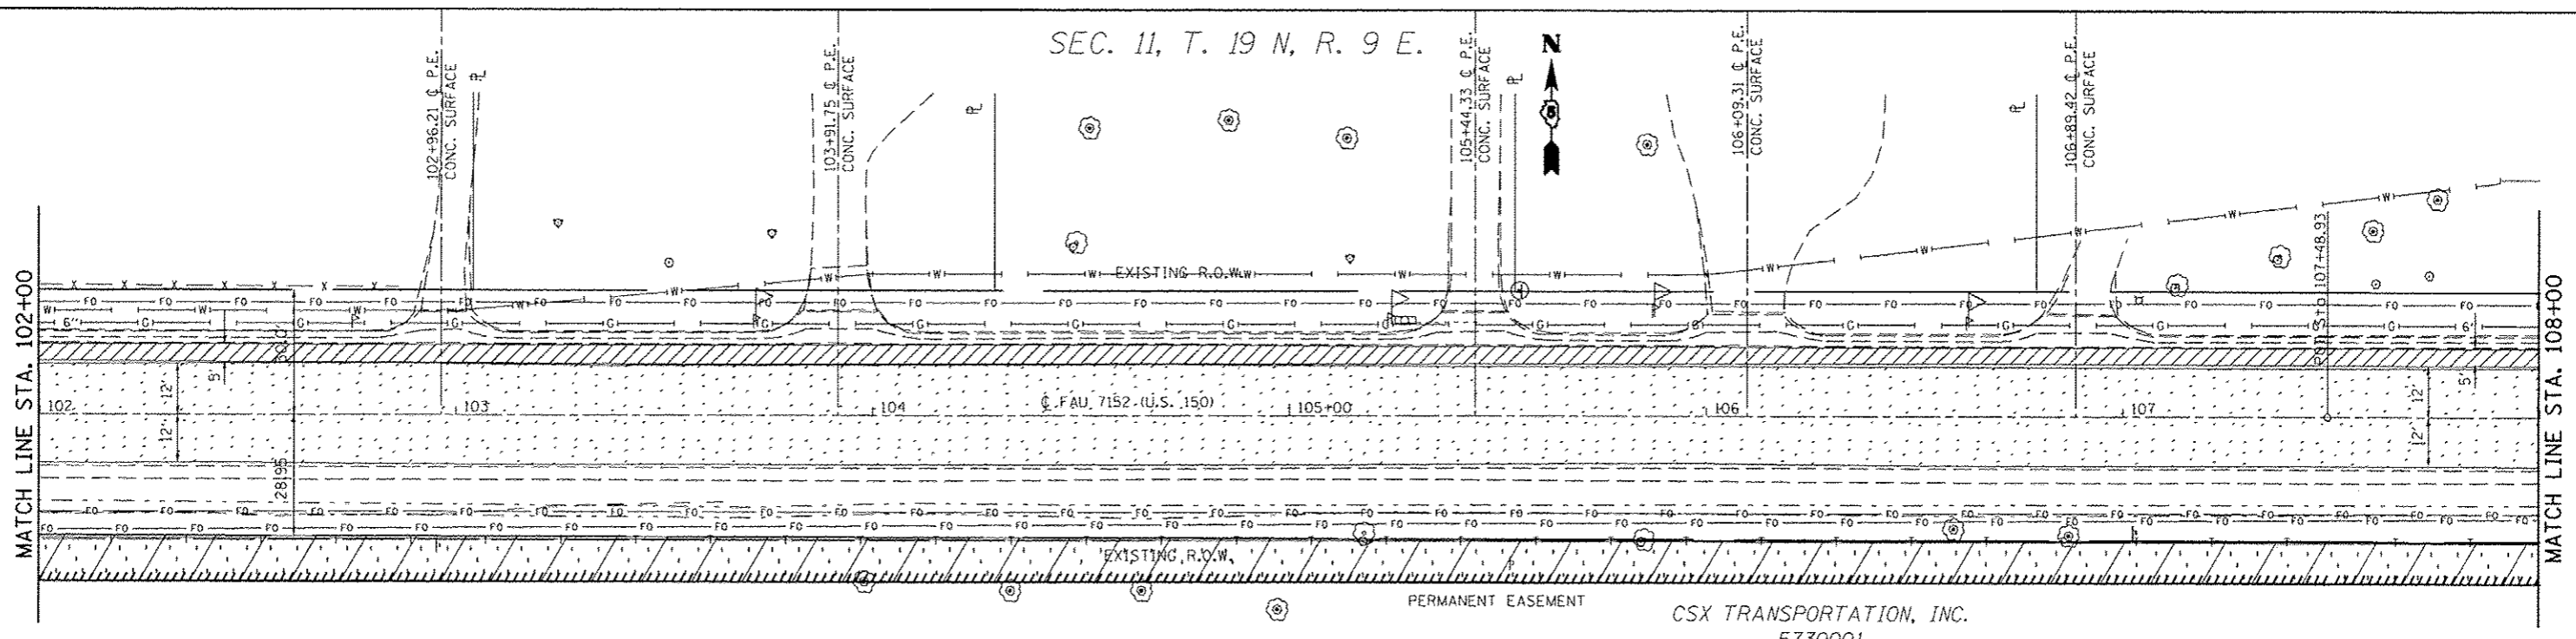 SEC. 11, T. 19 N, R. 9 E.
N
102+96.21 ℄ P.E.
CONC. SURFACE
℞
103+91.75 ℄ P.E.
CONC. SURFACE
℞
105+44.33 ℄ P.E.
CONC. SURFACE
℞
106+09.31 ℄ P.E.
CONC. SURFACE
℞
106+89.42 ℄ P.E.
CONC. SURFACE
MATCH LINE STA. 102+00
MATCH LINE STA. 108+00
EXISTING R.O.W.
107+48.93
6"
6'
5'
5'
12'
12'
12'
12'
28.95'
102
103
104
℄ FAU 7152 (U.S. 150)
105+00
106
107
EXISTING R.O.W.
PERMANENT EASEMENT
CSX TRANSPORTATION, INC.